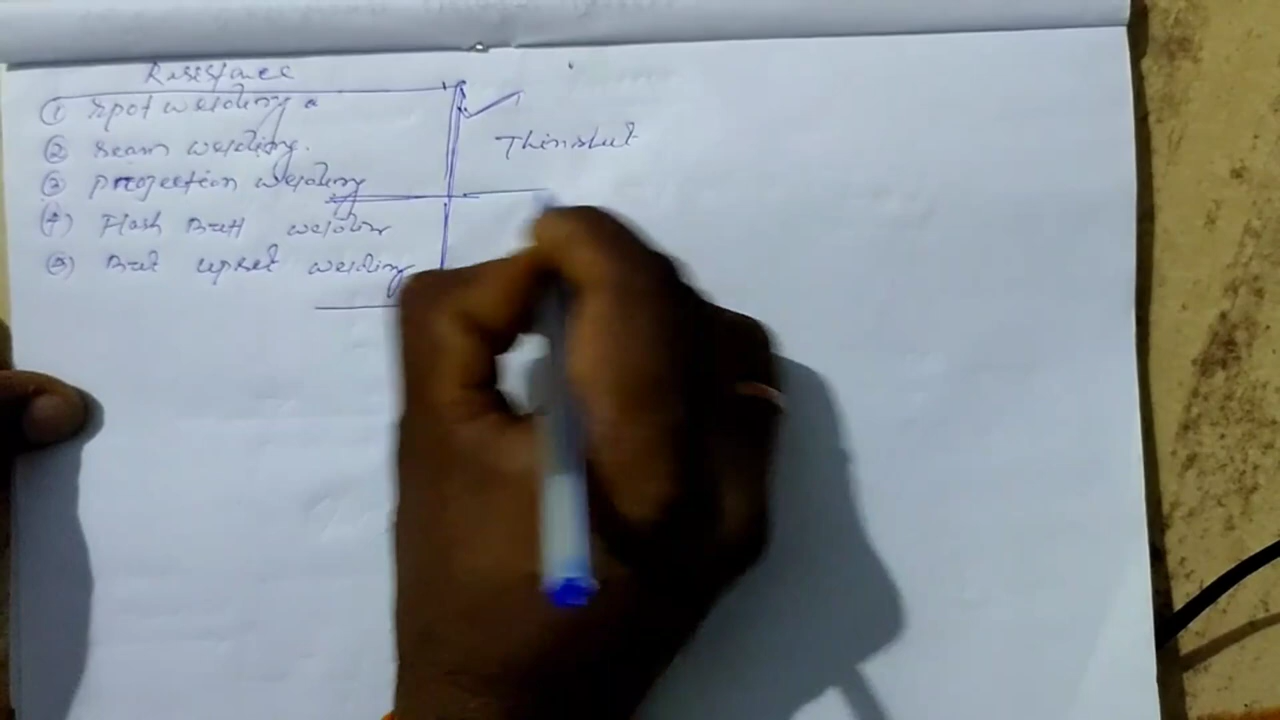 Resistance
① Spot welding
② Seam welding.
③ Projection welding
④ Flash Butt welding
⑤ But upset welding
Thin sheet